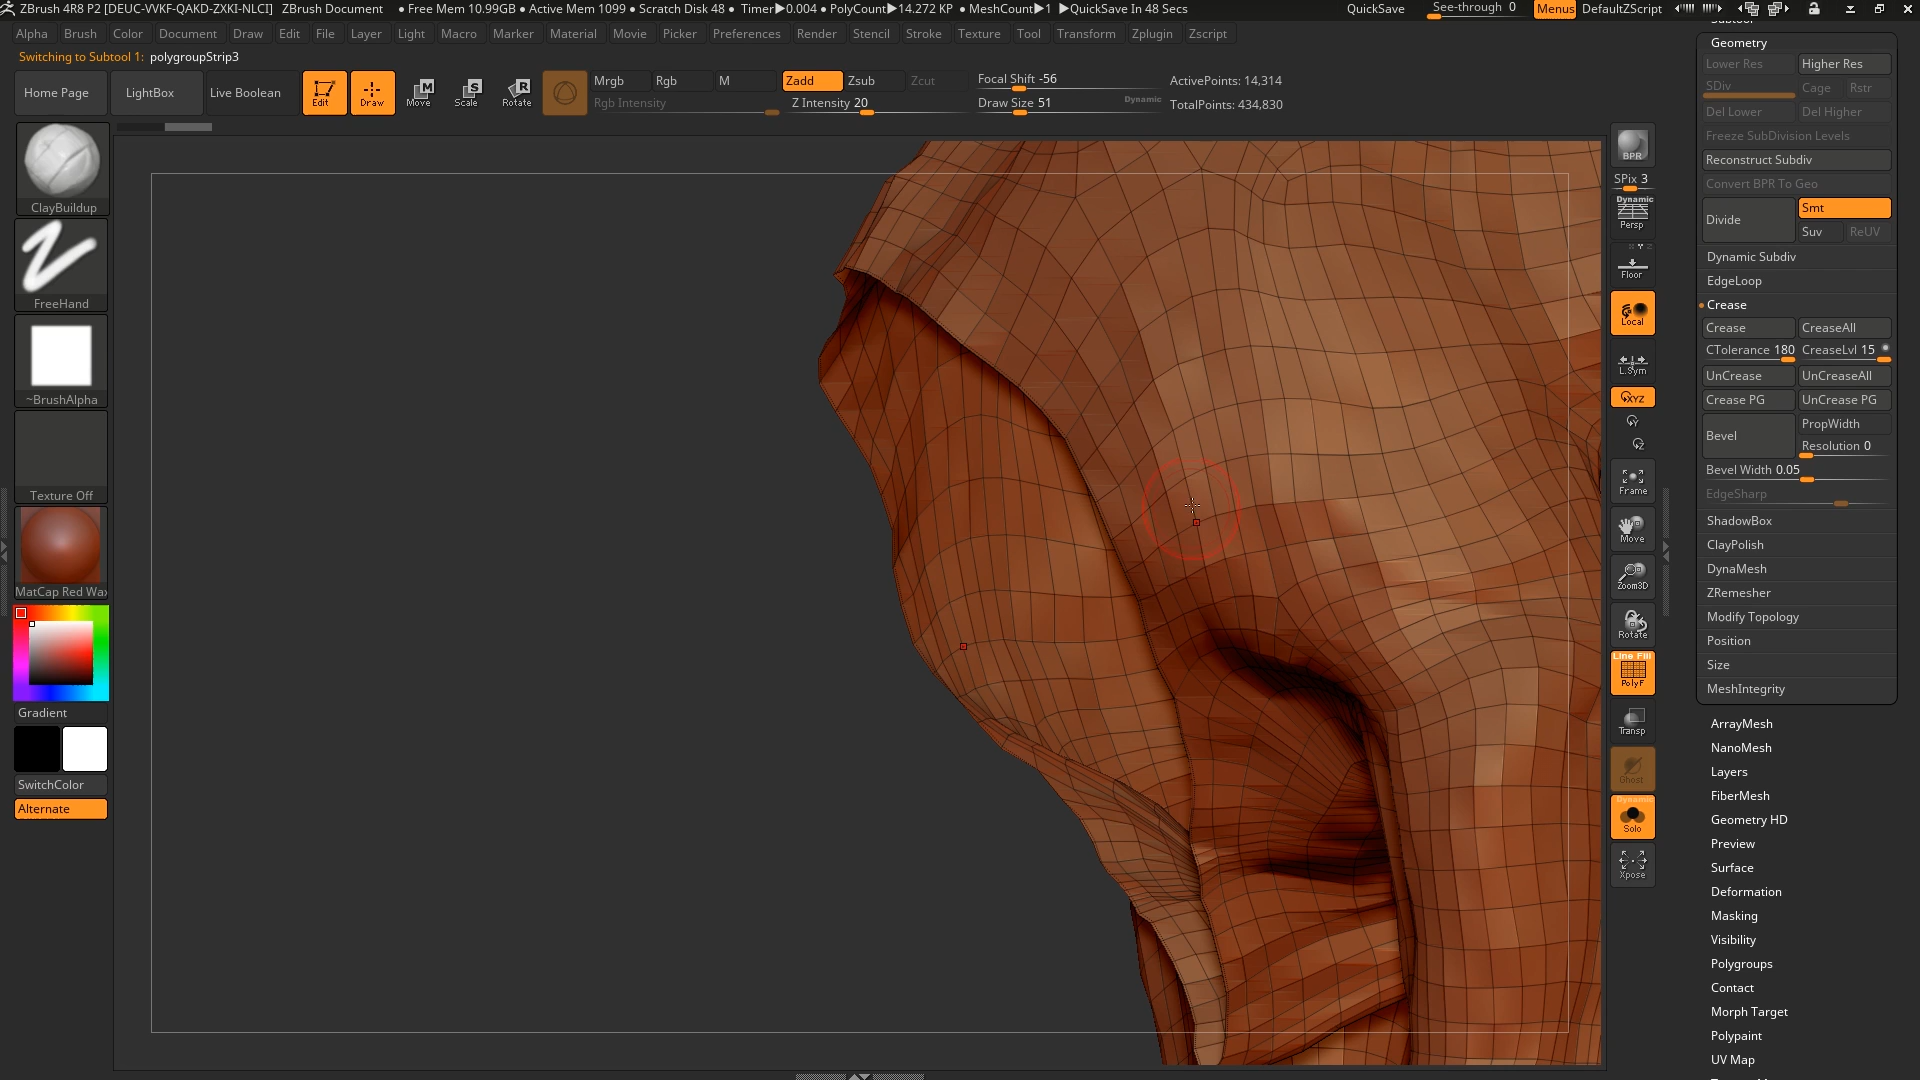 ZBrush 4R8 P2 [DEUC-VVKF-QAKD-ZXKI-NLCI] ZBrush Document ● Free Mem 10.99GB ● Active Mem 1099 ● Scratch Disk 48 ● Timer▶0.004 ● PolyCount▶14.272 KP ● MeshCount▶1 ▶QuickSave In 48 Secs QuickSave See-through 0 Menus DefaultZScript
Alpha Brush Color Document Draw Edit File Layer Light Macro Marker Material Movie Picker Preferences Render Stencil Stroke Texture Tool Transform Zplugin Zscript
Switching to Subtool 1: polygroupStrip3
Home Page LightBox Live Boolean Edit Draw Move Scale Rotate
Mrgb Rgb M Zadd Zsub Zcut Focal Shift -56 ActivePoints: 14,314
Rgb Intensity Z Intensity 20 Draw Size 51 Dynamic TotalPoints: 434,830
ClayBuildup
FreeHand
~BrushAlpha
Texture Off
MatCap Red Wax
Gradient
SwitchColor
Alternate
BPR
SPix 3
Dynamic
Persp
Floor
Local
L.Sym
XYZ
Frame
Move
Zoom3D
Rotate
Line Fill
PolyF
Transp
Ghost
Dynamic
Solo
Xpose
Geometry
Lower Res Higher Res
SDiv Cage Rstr
Del Lower Del Higher
Freeze SubDivision Levels
Reconstruct Subdiv
Convert BPR To Geo
Divide Smt
Suv ReUV
Dynamic Subdiv
EdgeLoop
Crease
Crease CreaseAll
CTolerance 180 CreaseLvl 15
UnCrease UnCreaseAll
Crease PG UnCrease PG
Bevel PropWidth
Resolution 0
Bevel Width 0.05
EdgeSharp
ShadowBox
ClayPolish
DynaMesh
ZRemesher
Modify Topology
Position
Size
MeshIntegrity
ArrayMesh
NanoMesh
Layers
FiberMesh
Geometry HD
Preview
Surface
Deformation
Masking
Visibility
Polygroups
Contact
Morph Target
Polypaint
UV Map